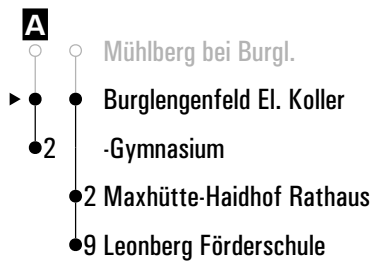 A
Mühlberg bei Burgl.
Burglengenfeld El. Koller
2 -Gymnasium
2 Maxhütte-Haidhof Rathaus
9 Leonberg Förderschule